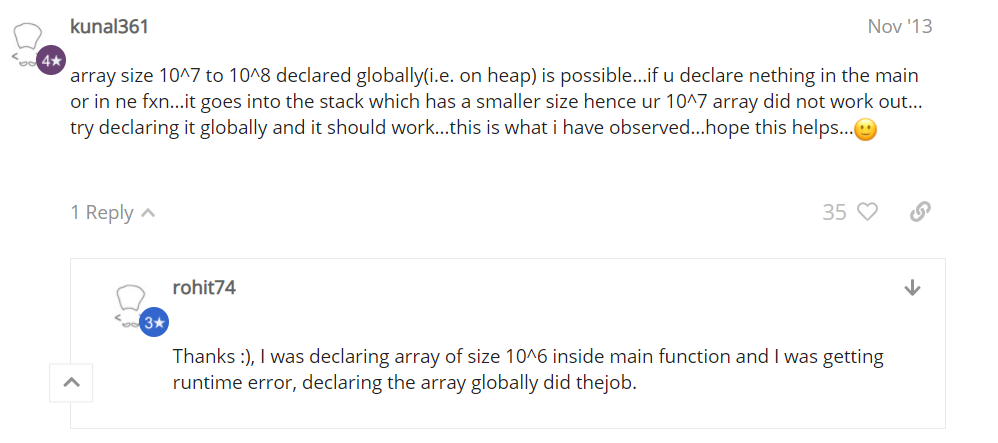 kunal361
Nov '13
4★
array size 10^7 to 10^8 declared globally(i.e. on heap) is possible...if u declare nething in the main
or in ne fxn...it goes into the stack which has a smaller size hence ur 10^7 array did not work out...
try declaring it globally and it should work...this is what i have observed...hope this helps...🙂
1 Reply
35
rohit74
3★
Thanks :), I was declaring array of size 10^6 inside main function and I was getting
runtime error, declaring the array globally did thejob.